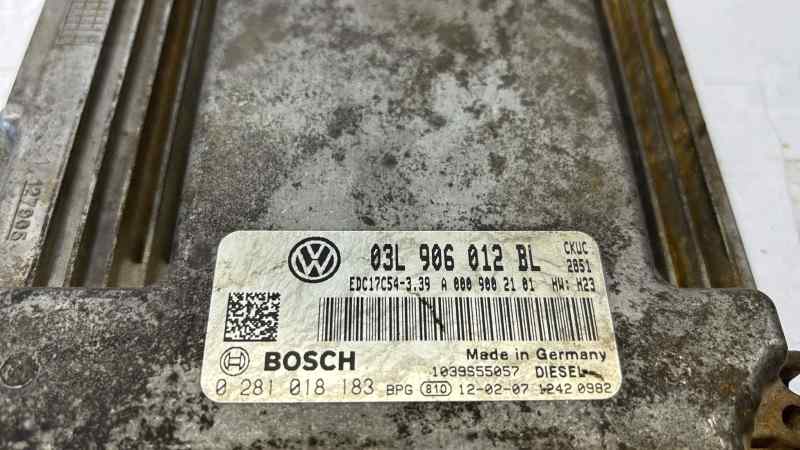 127905
03L 906 012 BL CKUC
2851
EDC17C54-3.39 A 000 900 21 01 HW: H23
BOSCH Made in Germany
1039S55057 DIESEL
0 281 018 183 BPG 810 12-02-07 1242 0982